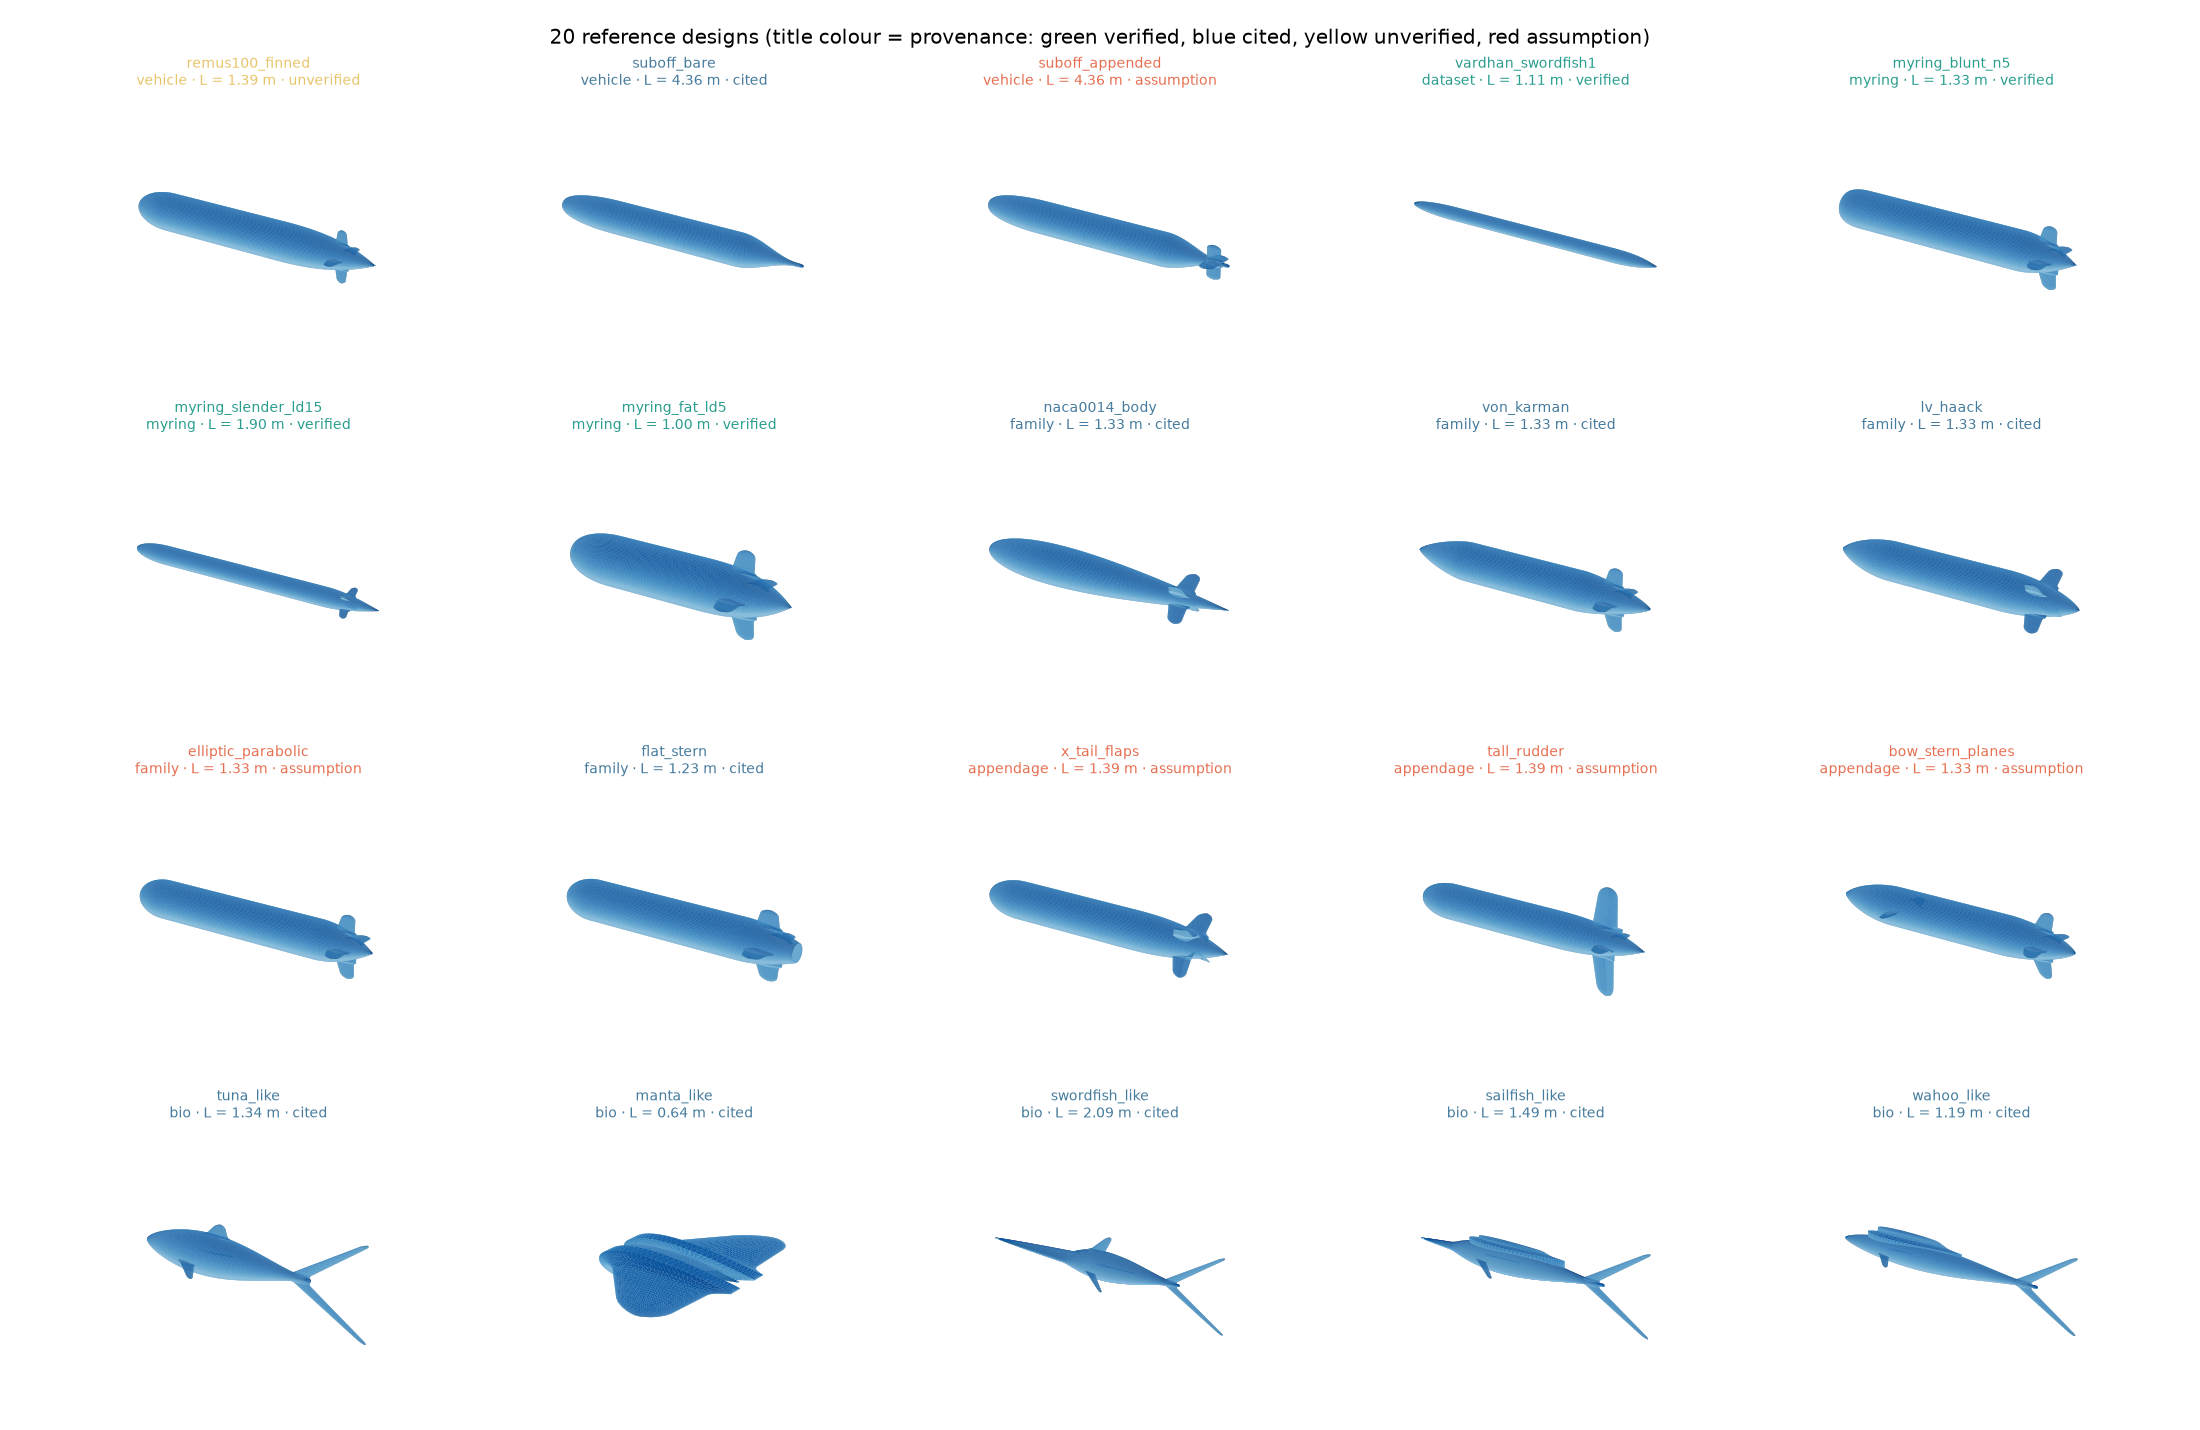 20 reference designs (title colour = provenance: green verified, blue cited, yellow unverified, red assumption)
remus100_finned
vehicle · L = 1.39 m · unverified
suboff_bare
vehicle · L = 4.36 m · cited
suboff_appended
vehicle · L = 4.36 m · assumption
vardhan_swordfish1
dataset · L = 1.11 m · verified
myring_blunt_n5
myring · L = 1.33 m · verified
myring_slender_ld15
myring · L = 1.90 m · verified
myring_fat_ld5
myring · L = 1.00 m · verified
naca0014_body
family · L = 1.33 m · cited
von_karman
family · L = 1.33 m · cited
lv_haack
family · L = 1.33 m · cited
elliptic_parabolic
family · L = 1.33 m · assumption
flat_stern
family · L = 1.23 m · cited
x_tail_flaps
appendage · L = 1.39 m · assumption
tall_rudder
appendage · L = 1.39 m · assumption
bow_stern_planes
appendage · L = 1.33 m · assumption
tuna_like
bio · L = 1.34 m · cited
manta_like
bio · L = 0.64 m · cited
swordfish_like
bio · L = 2.09 m · cited
sailfish_like
bio · L = 1.49 m · cited
wahoo_like
bio · L = 1.19 m · cited